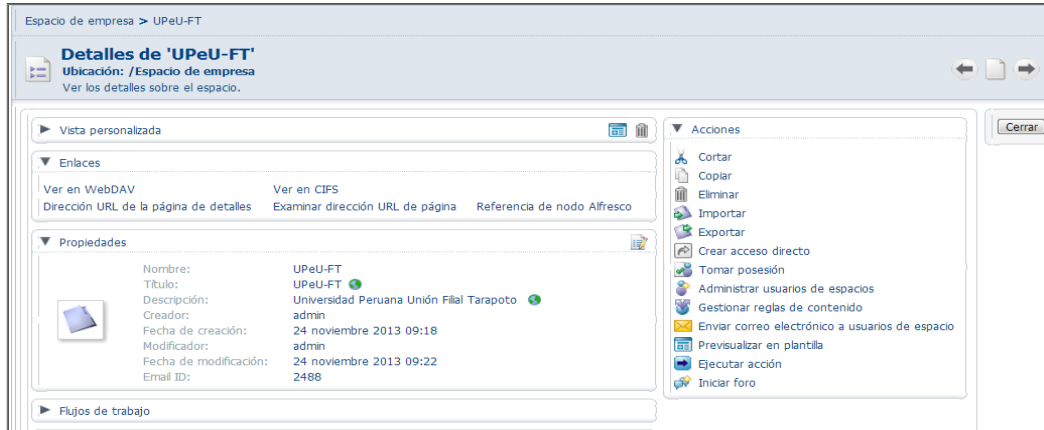 Espacio de empresa > UPeU-FT
Detalles de 'UPeU-FT'
Ubicación: /Espacio de empresa
Ver los detalles sobre el espacio.
Vista personalizada
Enlaces
Ver en WebDAV Ver en CIFS
Dirección URL de la página de detalles Examinar dirección URL de página Referencia de nodo Alfresco
Propiedades
Nombre: UPeU-FT
Título: UPeU-FT
Descripción: Universidad Peruana Unión Filial Tarapoto
Creador: admin
Fecha de creación: 24 noviembre 2013 09:18
Modificador: admin
Fecha de modificación: 24 noviembre 2013 09:22
Email ID: 2488
Flujos de trabajo
Acciones
Cortar
Copiar
Eliminar
Importar
Exportar
Crear acceso directo
Tomar posesión
Administrar usuarios de espacios
Gestionar reglas de contenido
Enviar correo electrónico a usuarios de espacio
Previsualizar en plantilla
Ejecutar acción
Iniciar foro
Cerrar